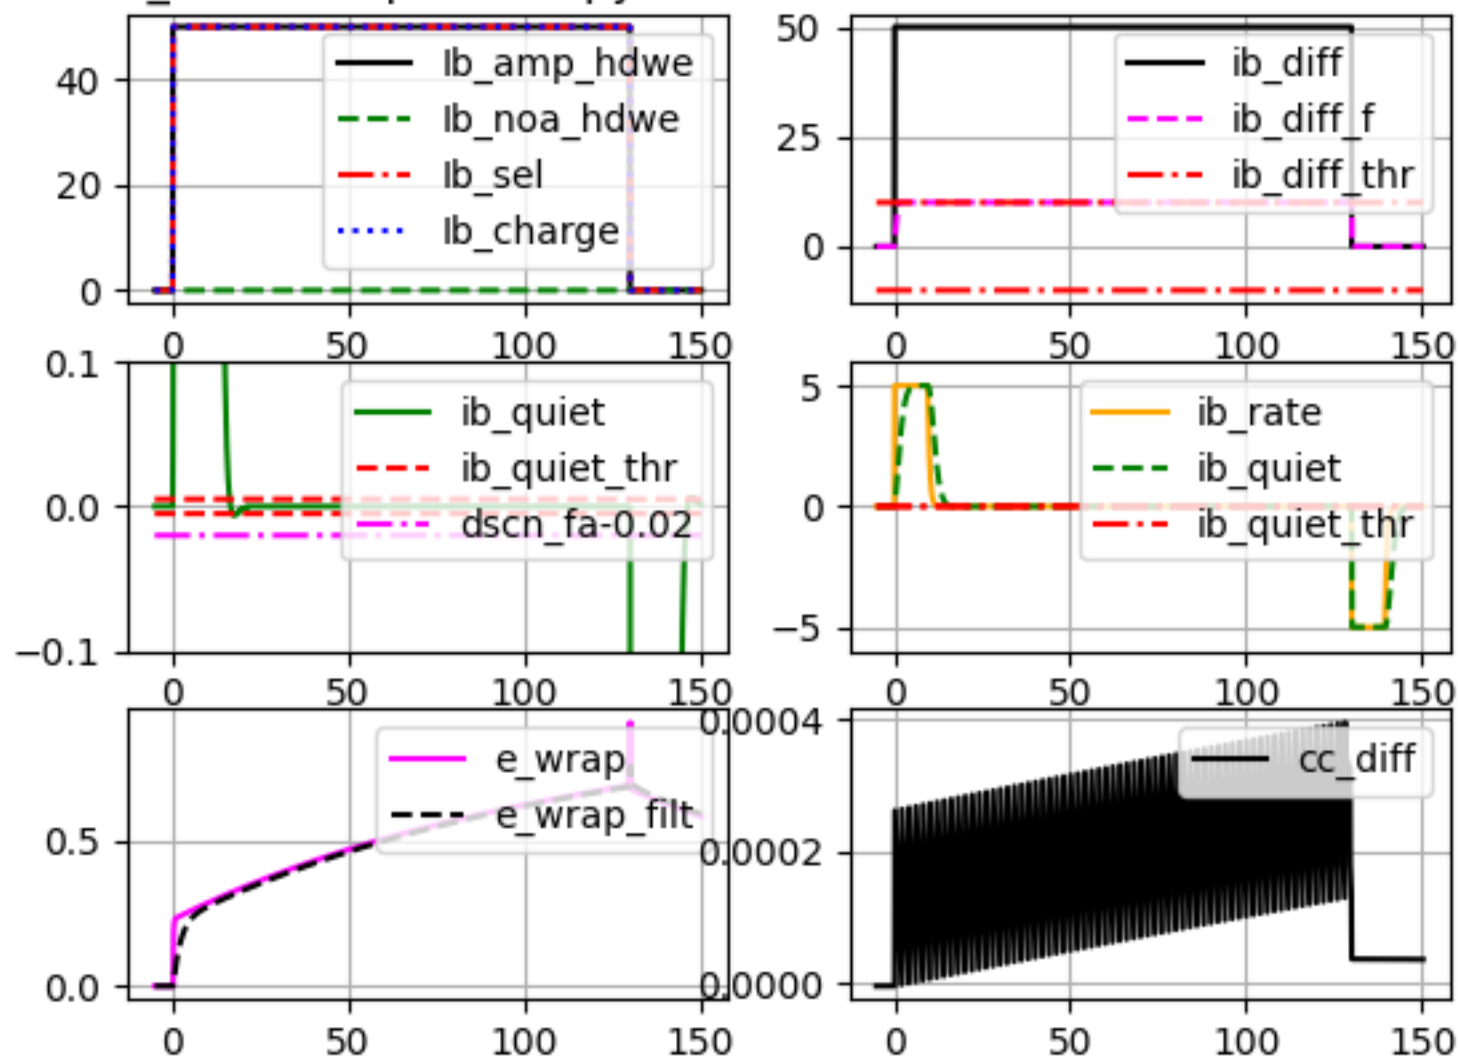 40
20
0
Ib_amp_hdwe
Ib_noa_hdwe
Ib_sel
Ib_charge
0 50 100 150
50
25
0
ib_diff
ib_diff_f
ib_diff_thr
0 50 100 150
0.1
0.0
−0.1
ib_quiet
ib_quiet_thr
dscn_fa-0.02
0 50 100 150
5
0
−5
ib_rate
ib_quiet
ib_quiet_thr
0 50 100 150
0.5
0.0
e_wrap
e_wrap_filt
0 50 100 150
0.0004
0.0002
0.0000
cc_diff
0 50 100 150